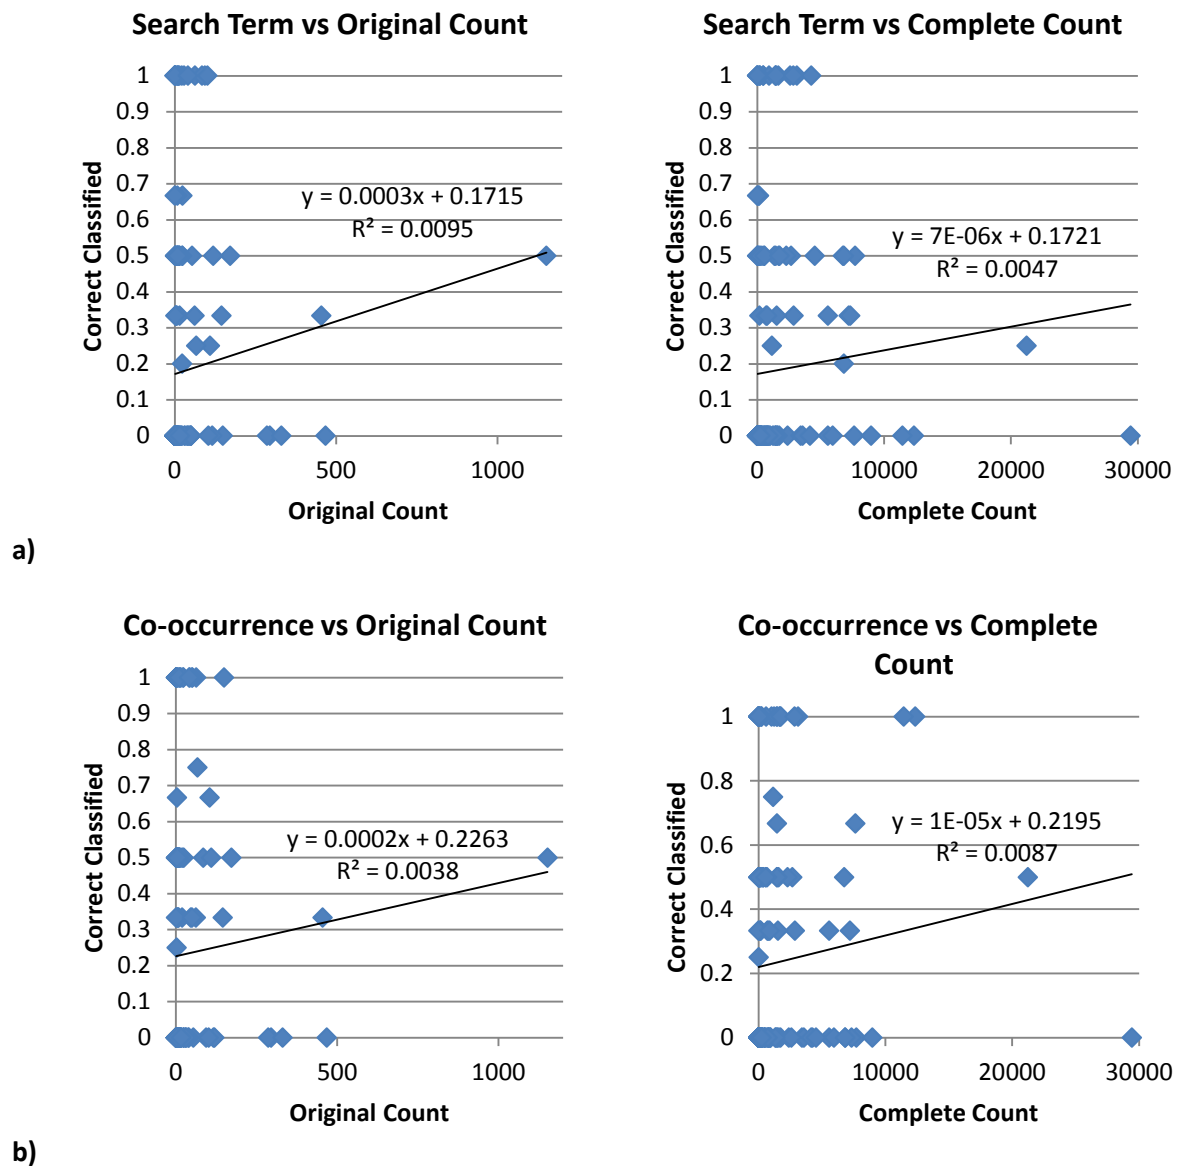 Search Term vs Original Count
1
0.9
0.8
0.7
0.6
0.5
0.4
0.3
0.2
0.1
0
Correct Classified
y = 0.0003x + 0.1715
R² = 0.0095
0 500 1000
Original Count
Search Term vs Complete Count
1
0.9
0.8
0.7
0.6
0.5
0.4
0.3
0.2
0.1
0
Correct Classified
y = 7E-06x + 0.1721
R² = 0.0047
0 10000 20000 30000
Complete Count
a)
Co-occurrence vs Original Count
1
0.9
0.8
0.7
0.6
0.5
0.4
0.3
0.2
0.1
0
Correct Classified
y = 0.0002x + 0.2263
R² = 0.0038
0 500 1000
Original Count
Co-occurrence vs Complete
Count
1
0.8
0.6
0.4
0.2
0
Correct Classified
y = 1E-05x + 0.2195
R² = 0.0087
0 10000 20000 30000
Complete Count
b)